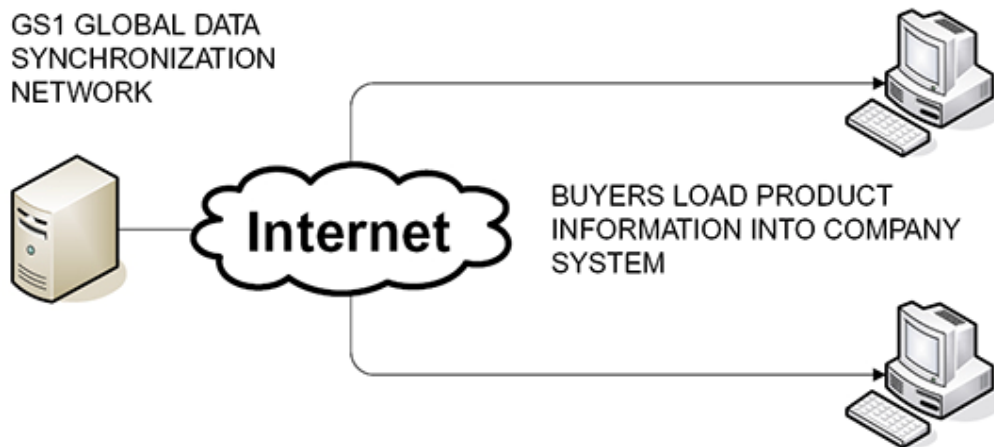 GS1 GLOBAL DATA
SYNCHRONIZATION
NETWORK
Internet
BUYERS LOAD PRODUCT
INFORMATION INTO COMPANY
SYSTEM